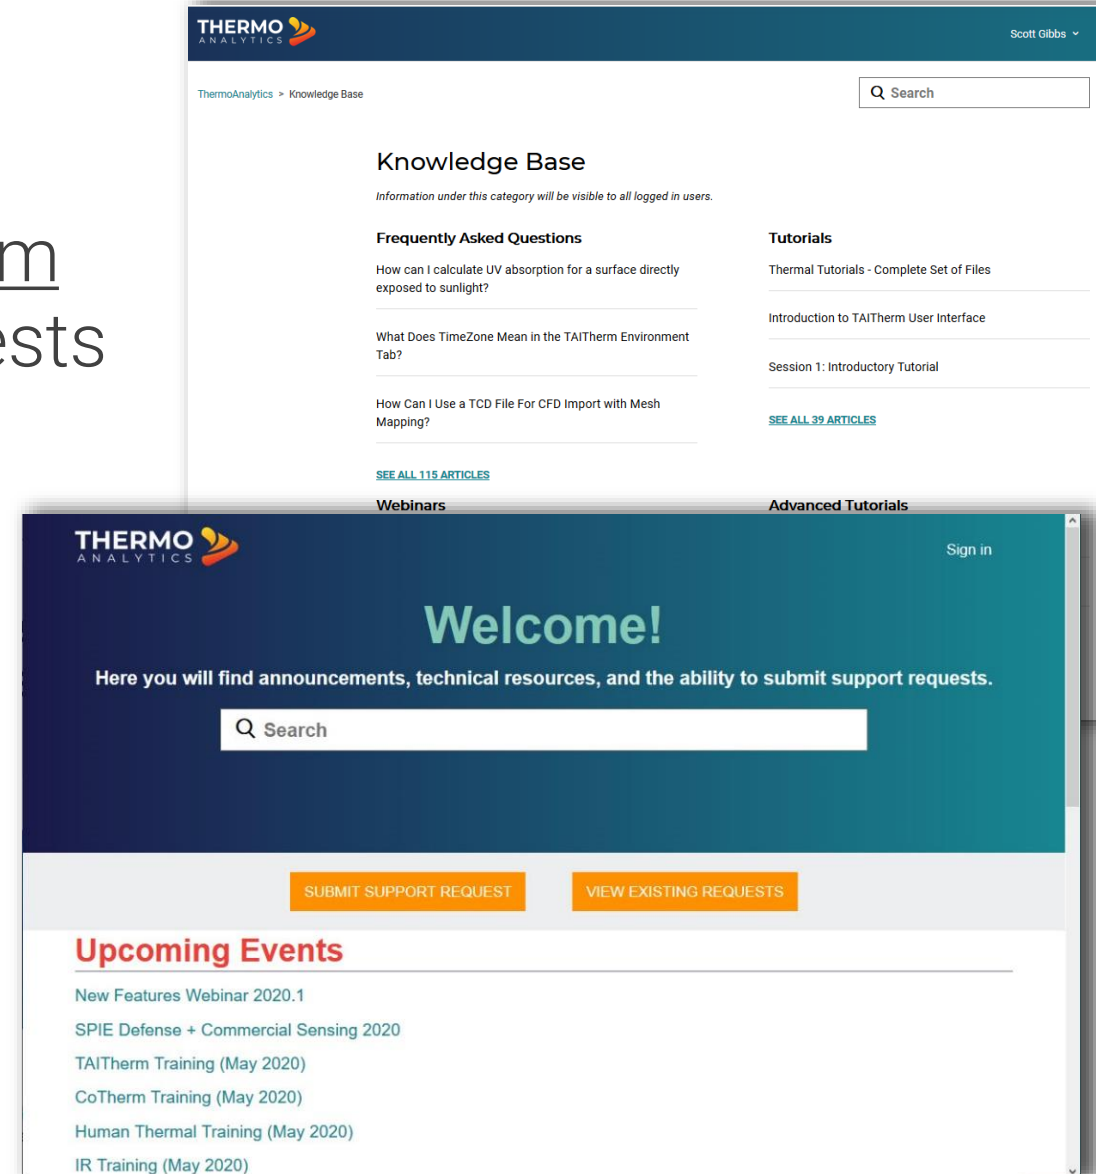 THERMO
ANALYTICS
Scott Gibbs
ThermoAnalytics > Knowledge Base
Search
Knowledge Base
Information under this category will be visible to all logged in users.
Frequently Asked Questions
How can I calculate UV absorption for a surface directly
exposed to sunlight?
What Does TimeZone Mean in the TAITherm Environment
Tab?
How Can I Use a TCD File For CFD Import with Mesh
Mapping?
SEE ALL 115 ARTICLES
Tutorials
Thermal Tutorials - Complete Set of Files
Introduction to TAITherm User Interface
Session 1: Introductory Tutorial
SEE ALL 39 ARTICLES
Webinars
Advanced Tutorials
THERMO
ANALYTICS
Sign in
Welcome!
Here you will find announcements, technical resources, and the ability to submit support requests.
Search
SUBMIT SUPPORT REQUEST
VIEW EXISTING REQUESTS
Upcoming Events
New Features Webinar 2020.1
SPIE Defense + Commercial Sensing 2020
TAITherm Training (May 2020)
CoTherm Training (May 2020)
Human Thermal Training (May 2020)
IR Training (May 2020)